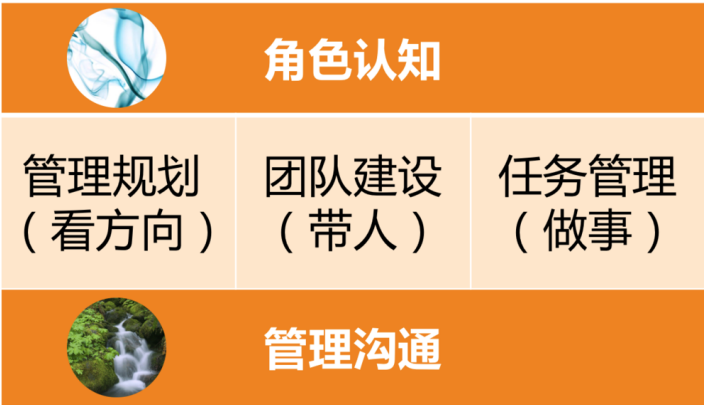 角色认知
管理规划
（看方向）
团队建设
（带人）
任务管理
（做事）
管理沟通